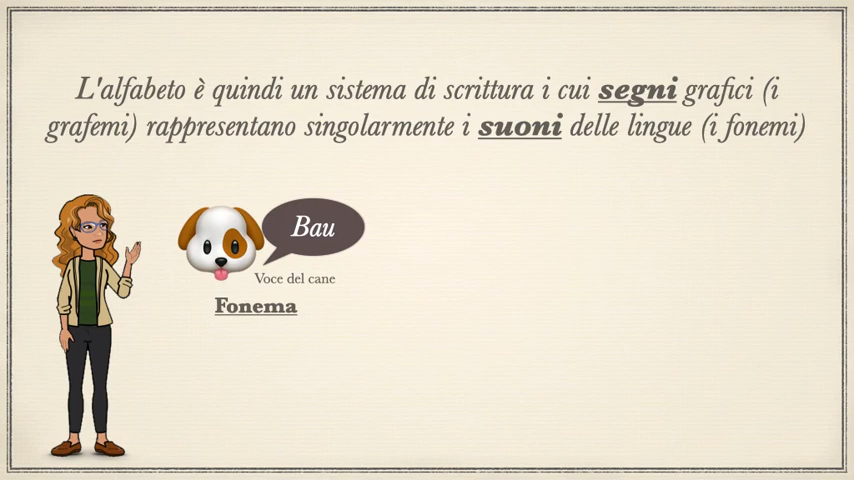 L'alfabeto è quindi un sistema di scrittura i cui segni grafici (i
grafemi) rappresentano singolarmente i suoni delle lingue (i fonemi)
Bau
Voce del cane
Fonema